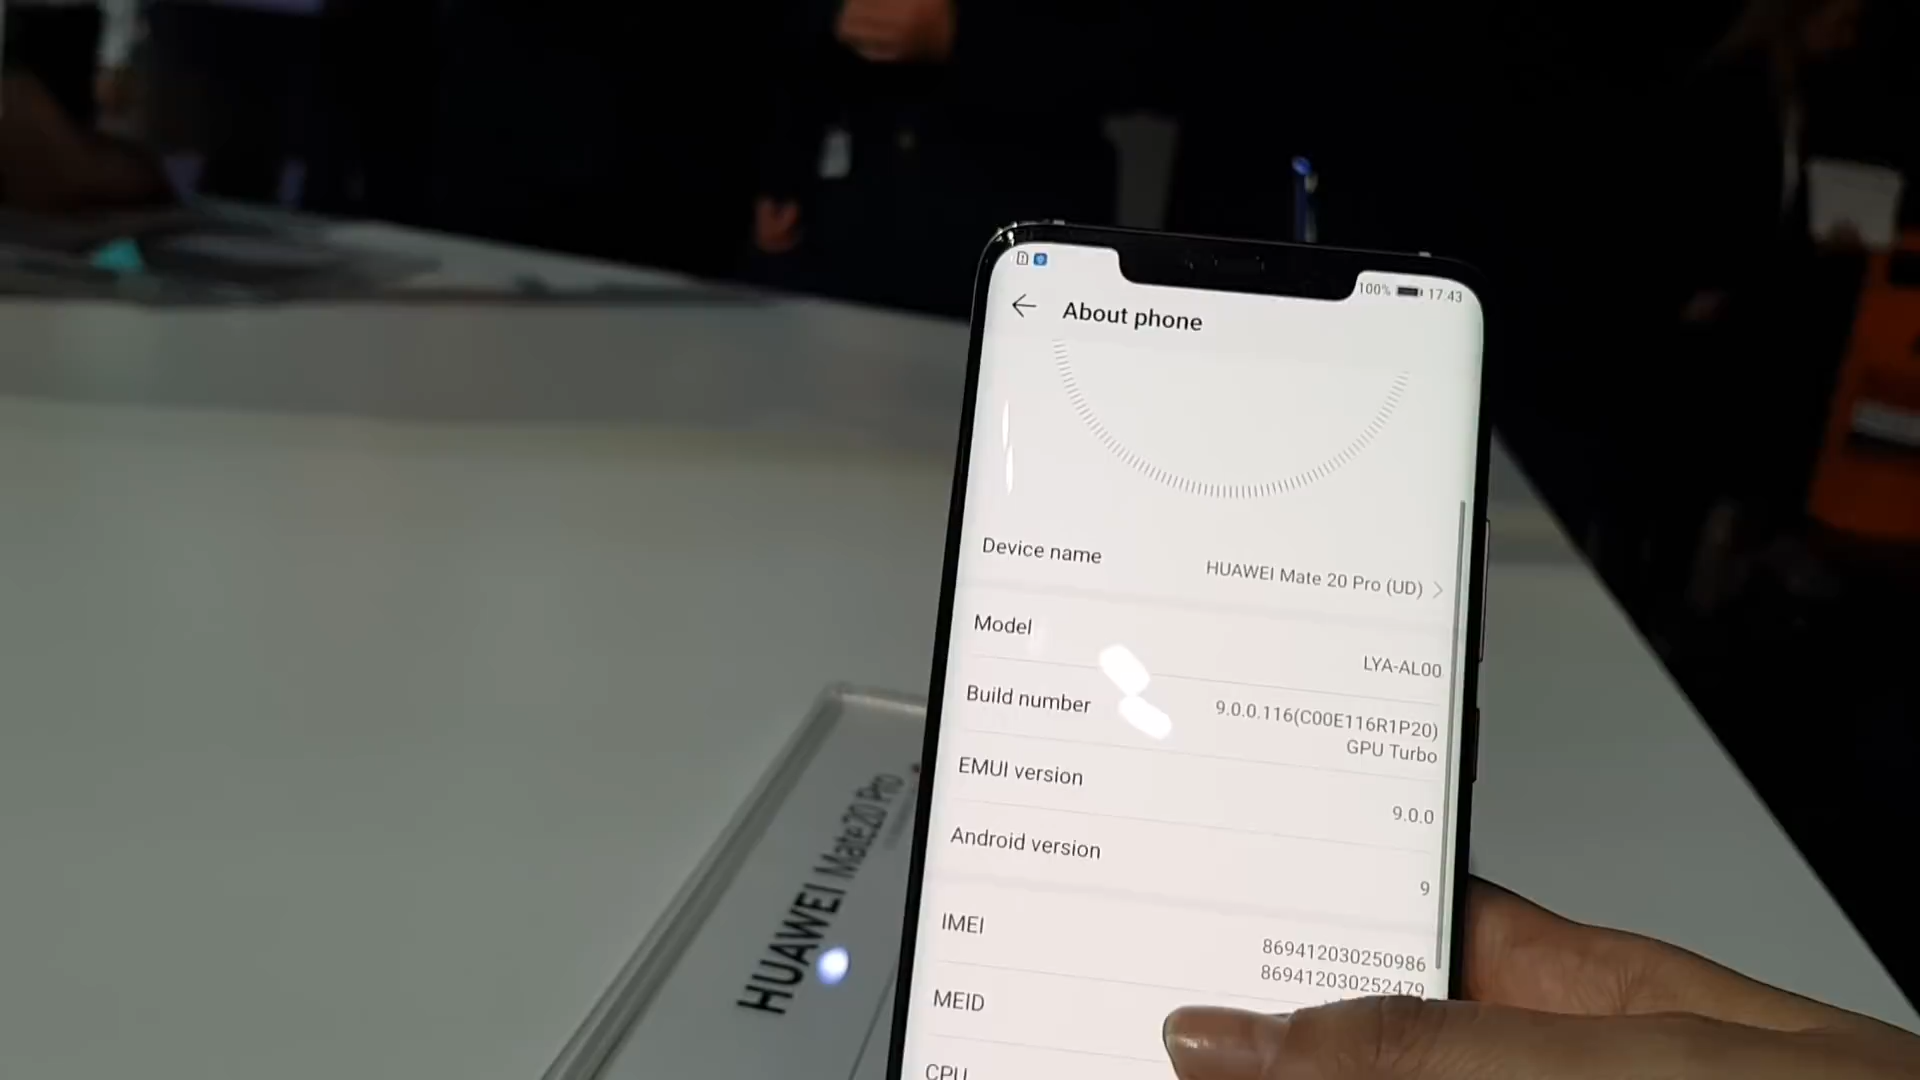 100% 17:43
About phone
Device name
HUAWEI Mate 20 Pro (UD)
Model
LYA-AL00
Build number
9.0.0.116(C00E116R1P20)
GPU Turbo
EMUI version
9.0.0
Android version
9
IMEI
869412030250986
869412030252479
MEID
CPU
HUAWEI Mate20 Pro